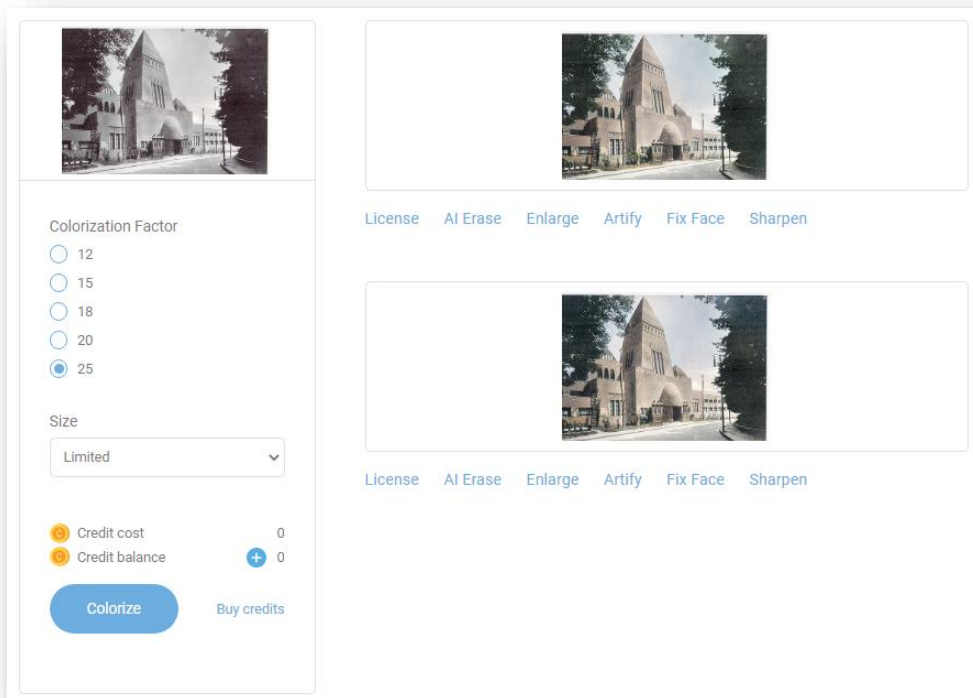 Colorization Factor
12
15
18
20
25
Size
Limited
Credit cost 0
Credit balance 0
Colorize Buy credits
License AI Erase Enlarge Artify Fix Face Sharpen
License AI Erase Enlarge Artify Fix Face Sharpen